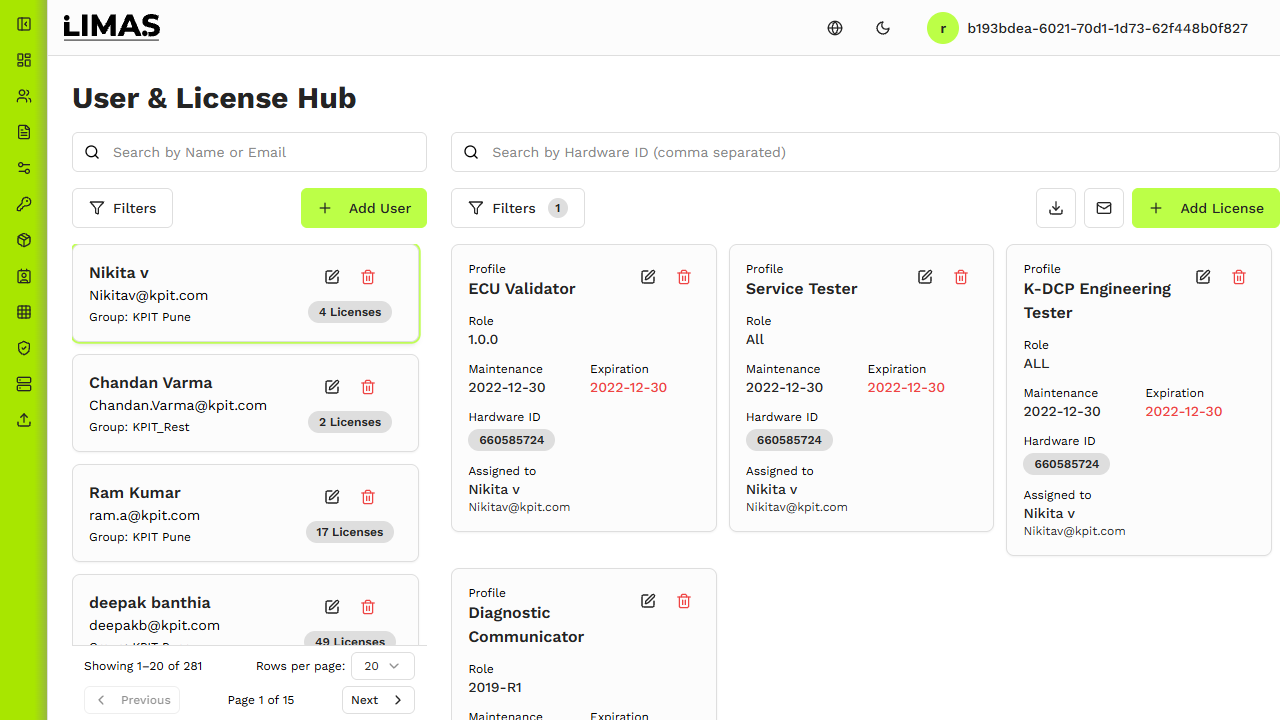 LIMAS
r
b193bdea-6021-70d1-1d73-62f448b0f827
User & License Hub
Search by Name or Email
Search by Hardware ID (comma separated)
Filters
Add User
Filters 1
Add License
Nikita v
Nikitav@kpit.com
Group: KPIT Pune
4 Licenses
Chandan Varma
Chandan.Varma@kpit.com
Group: KPIT_Rest
2 Licenses
Ram Kumar
ram.a@kpit.com
Group: KPIT Pune
17 Licenses
deepak banthia
deepakb@kpit.com
49 Licenses
Showing 1–20 of 281
Rows per page: 20
Previous
Page 1 of 15
Next
Profile
ECU Validator
Role
1.0.0
Maintenance Expiration
2022-12-30 2022-12-30
Hardware ID
660585724
Assigned to
Nikita v
Nikitav@kpit.com
Profile
Service Tester
Role
All
Maintenance Expiration
2022-12-30 2022-12-30
Hardware ID
660585724
Assigned to
Nikita v
Nikitav@kpit.com
Profile
K-DCP Engineering
Tester
Role
ALL
Maintenance Expiration
2022-12-30 2022-12-30
Hardware ID
660585724
Assigned to
Nikita v
Nikitav@kpit.com
Profile
Diagnostic
Communicator
Role
2019-R1
Maintenance Expiration